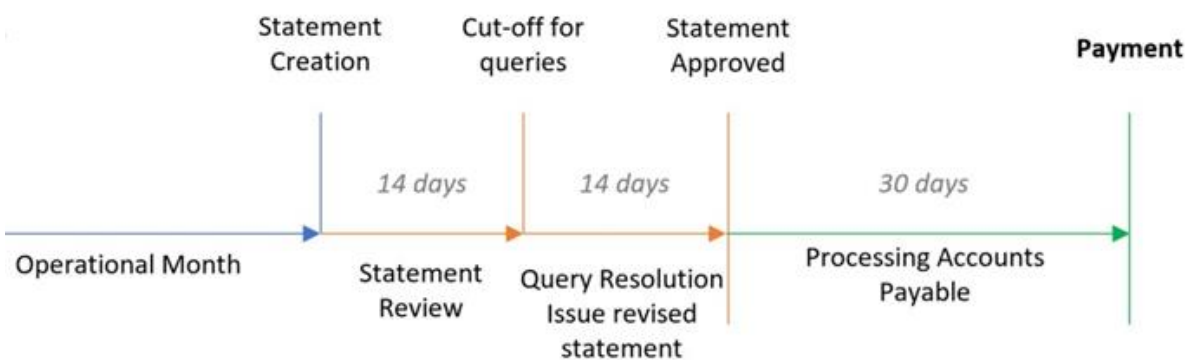 Statement
Creation
Cut-off for
queries
Statement
Approved
Payment
14 days
14 days
30 days
Operational Month
Statement
Review
Query Resolution
Issue revised
statement
Processing Accounts
Payable